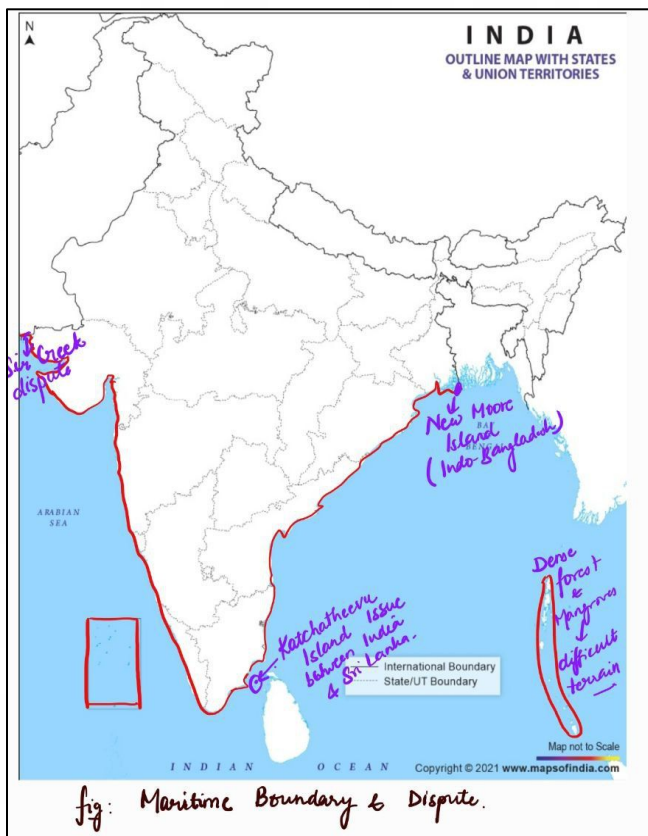 N
INDIA
OUTLINE MAP WITH STATES
& UNION TERRITORIES
Sir Creek
dispute
New Moore
Island
(Indo-Bangladesh)
BA
BENGAL
ARABIAN
SEA
Dense
forest
&
Mangroves
difficult
terrain
Katchatheevu
Island Issue
between India
& Sri Lanka.
International Boundary
State/UT Boundary
Map not to Scale
INDIAN OCEAN
Copyright © 2021 www.mapsofindia.com
fig: Maritime Boundary & Dispute.